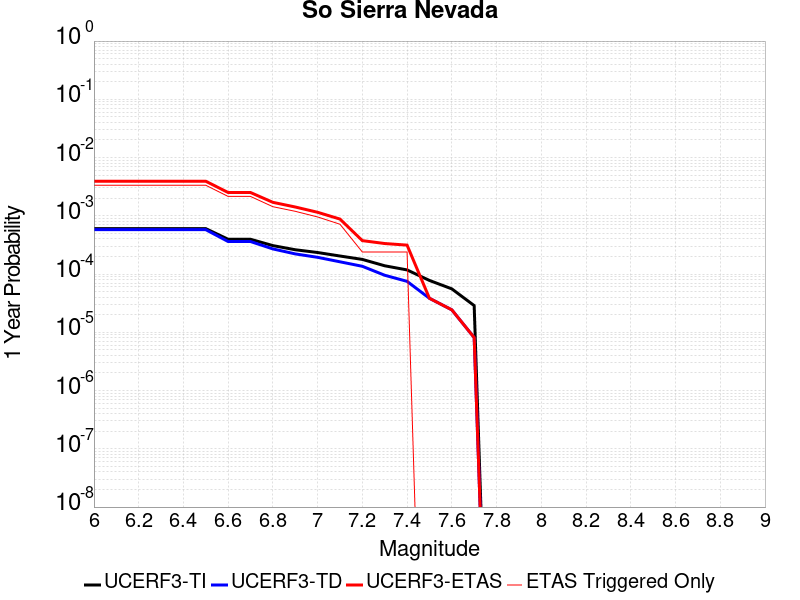 So Sierra Nevada
10^0
10^-1
10^-2
10^-3
10^-4
10^-5
10^-6
10^-7
10^-8
1 Year Probability
6 6.2 6.4 6.6 6.8 7 7.2 7.4 7.6 7.8 8 8.2 8.4 8.6 8.8 9
Magnitude
UCERF3-TI UCERF3-TD UCERF3-ETAS ETAS Triggered Only